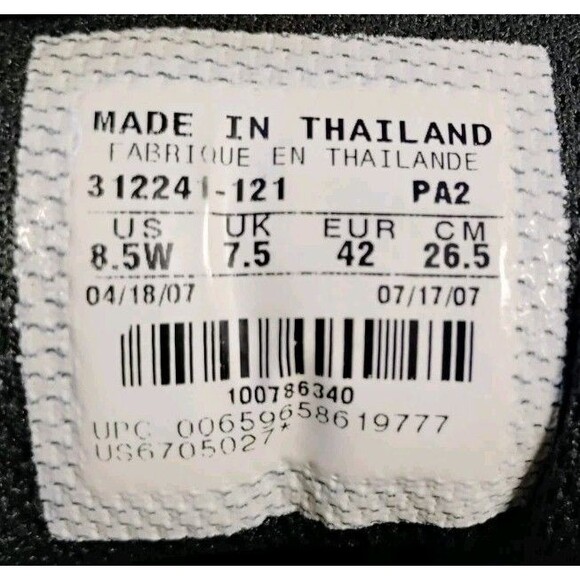 MADE IN THAILAND
FABRIQUE EN THAILANDE
312241-121 PA2
US UK EUR CM
8.5W 7.5 42 26.5
04/18/07 07/17/07
100786340
UPC 00659658619777
US6705027*